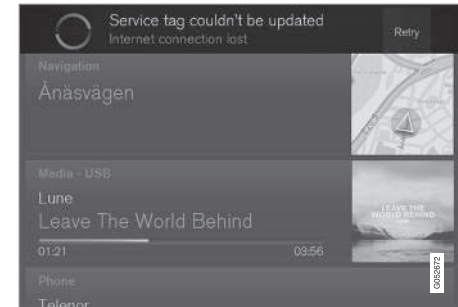 Service tag couldn't be updated
Internet connection lost
Retry
Navigation
Ånäsvägen
Media - USB
Lune
Leave The World Behind
01:21
03:56
LEAVE THE
WORLD BEHIND
Phone
Telenor
G052672